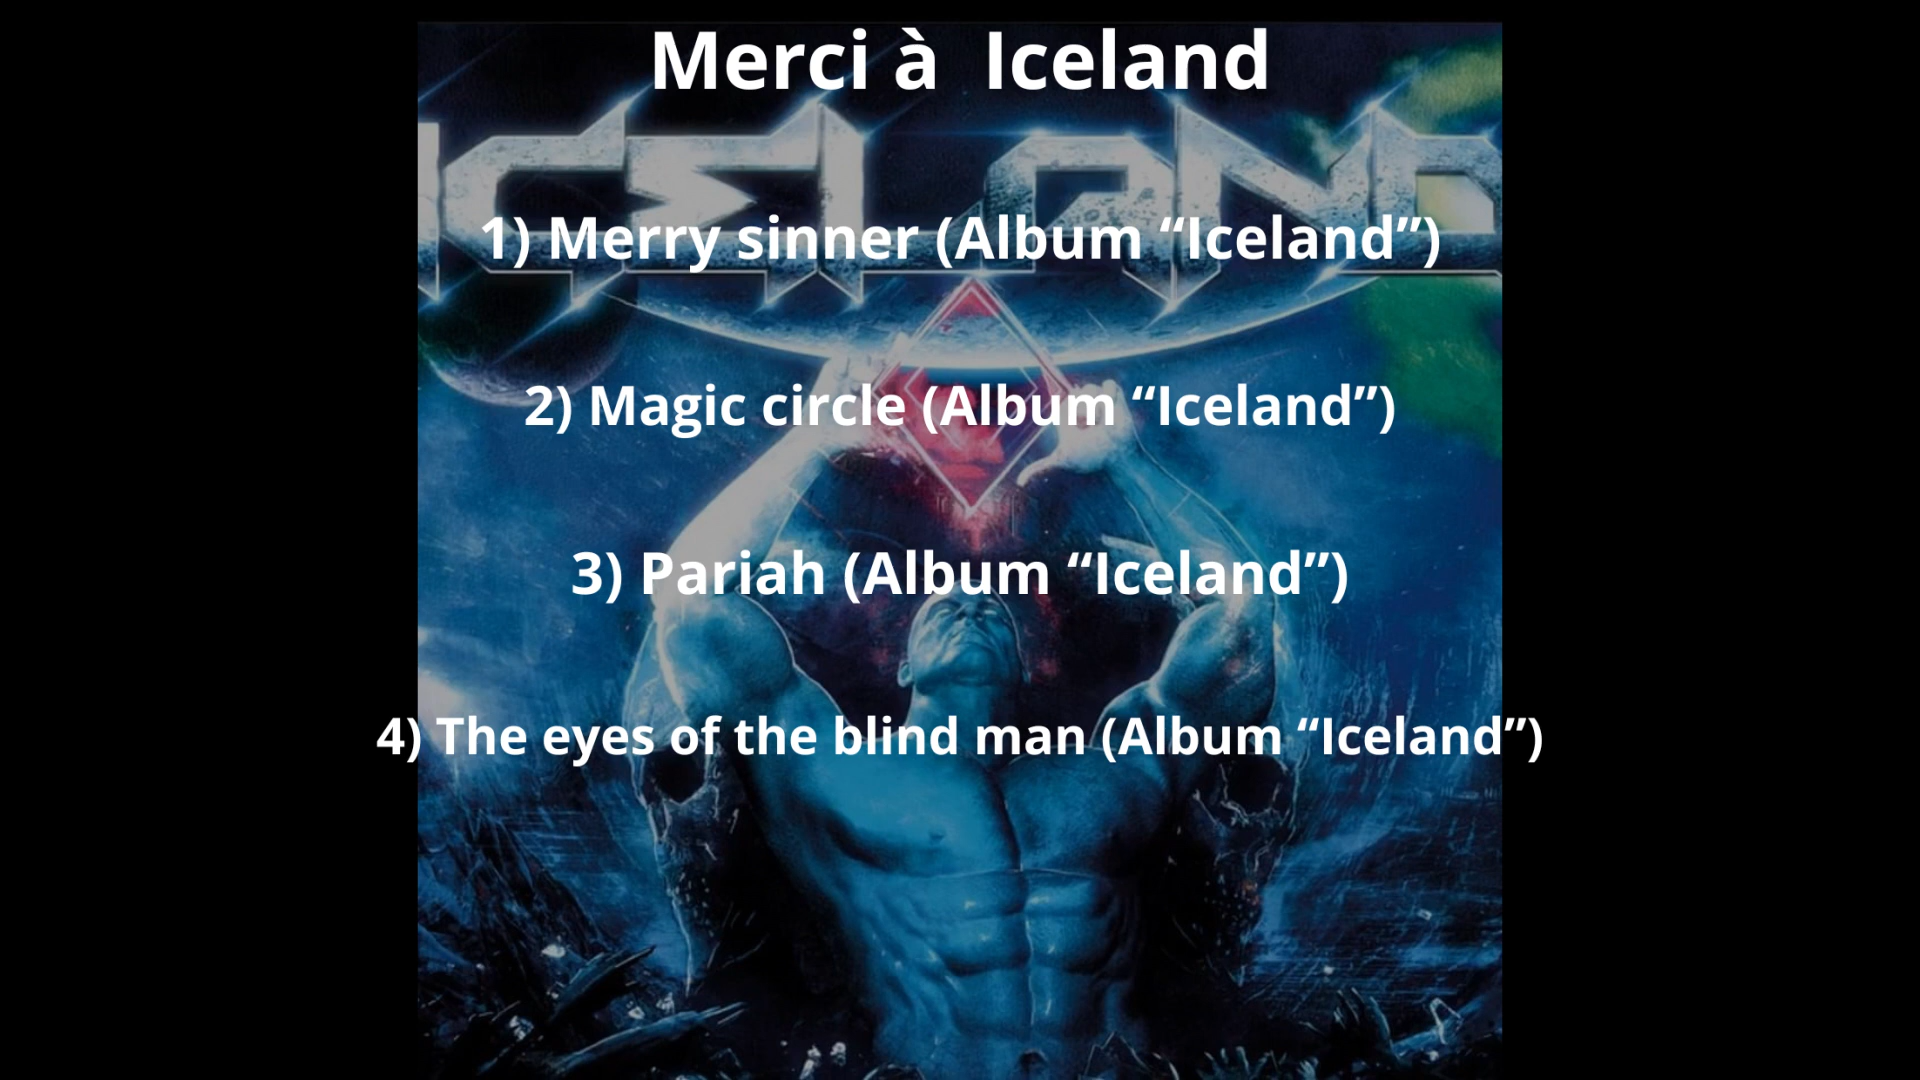 Merci à  Iceland
ICELAND
1) Merry sinner (Album “Iceland”)
2) Magic circle (Album “Iceland”)
3) Pariah (Album “Iceland”)
4) The eyes of the blind man (Album “Iceland”)